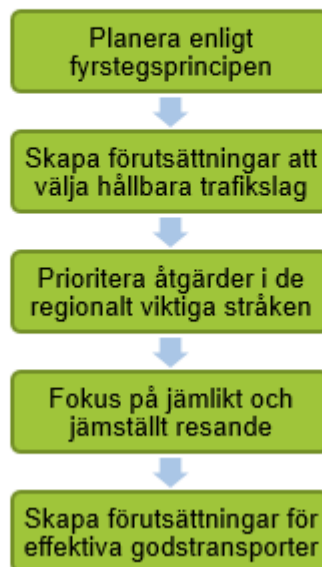 Planera enligt
fyrstegsprincipen
Skapa förutsättningar att
välja hållbara trafikslag
Prioritera åtgärder i de
regionalt viktiga stråken
Fokus på jämlikt och
jämställt resande
Skapa förutsättningar för
effektiva godstransporter